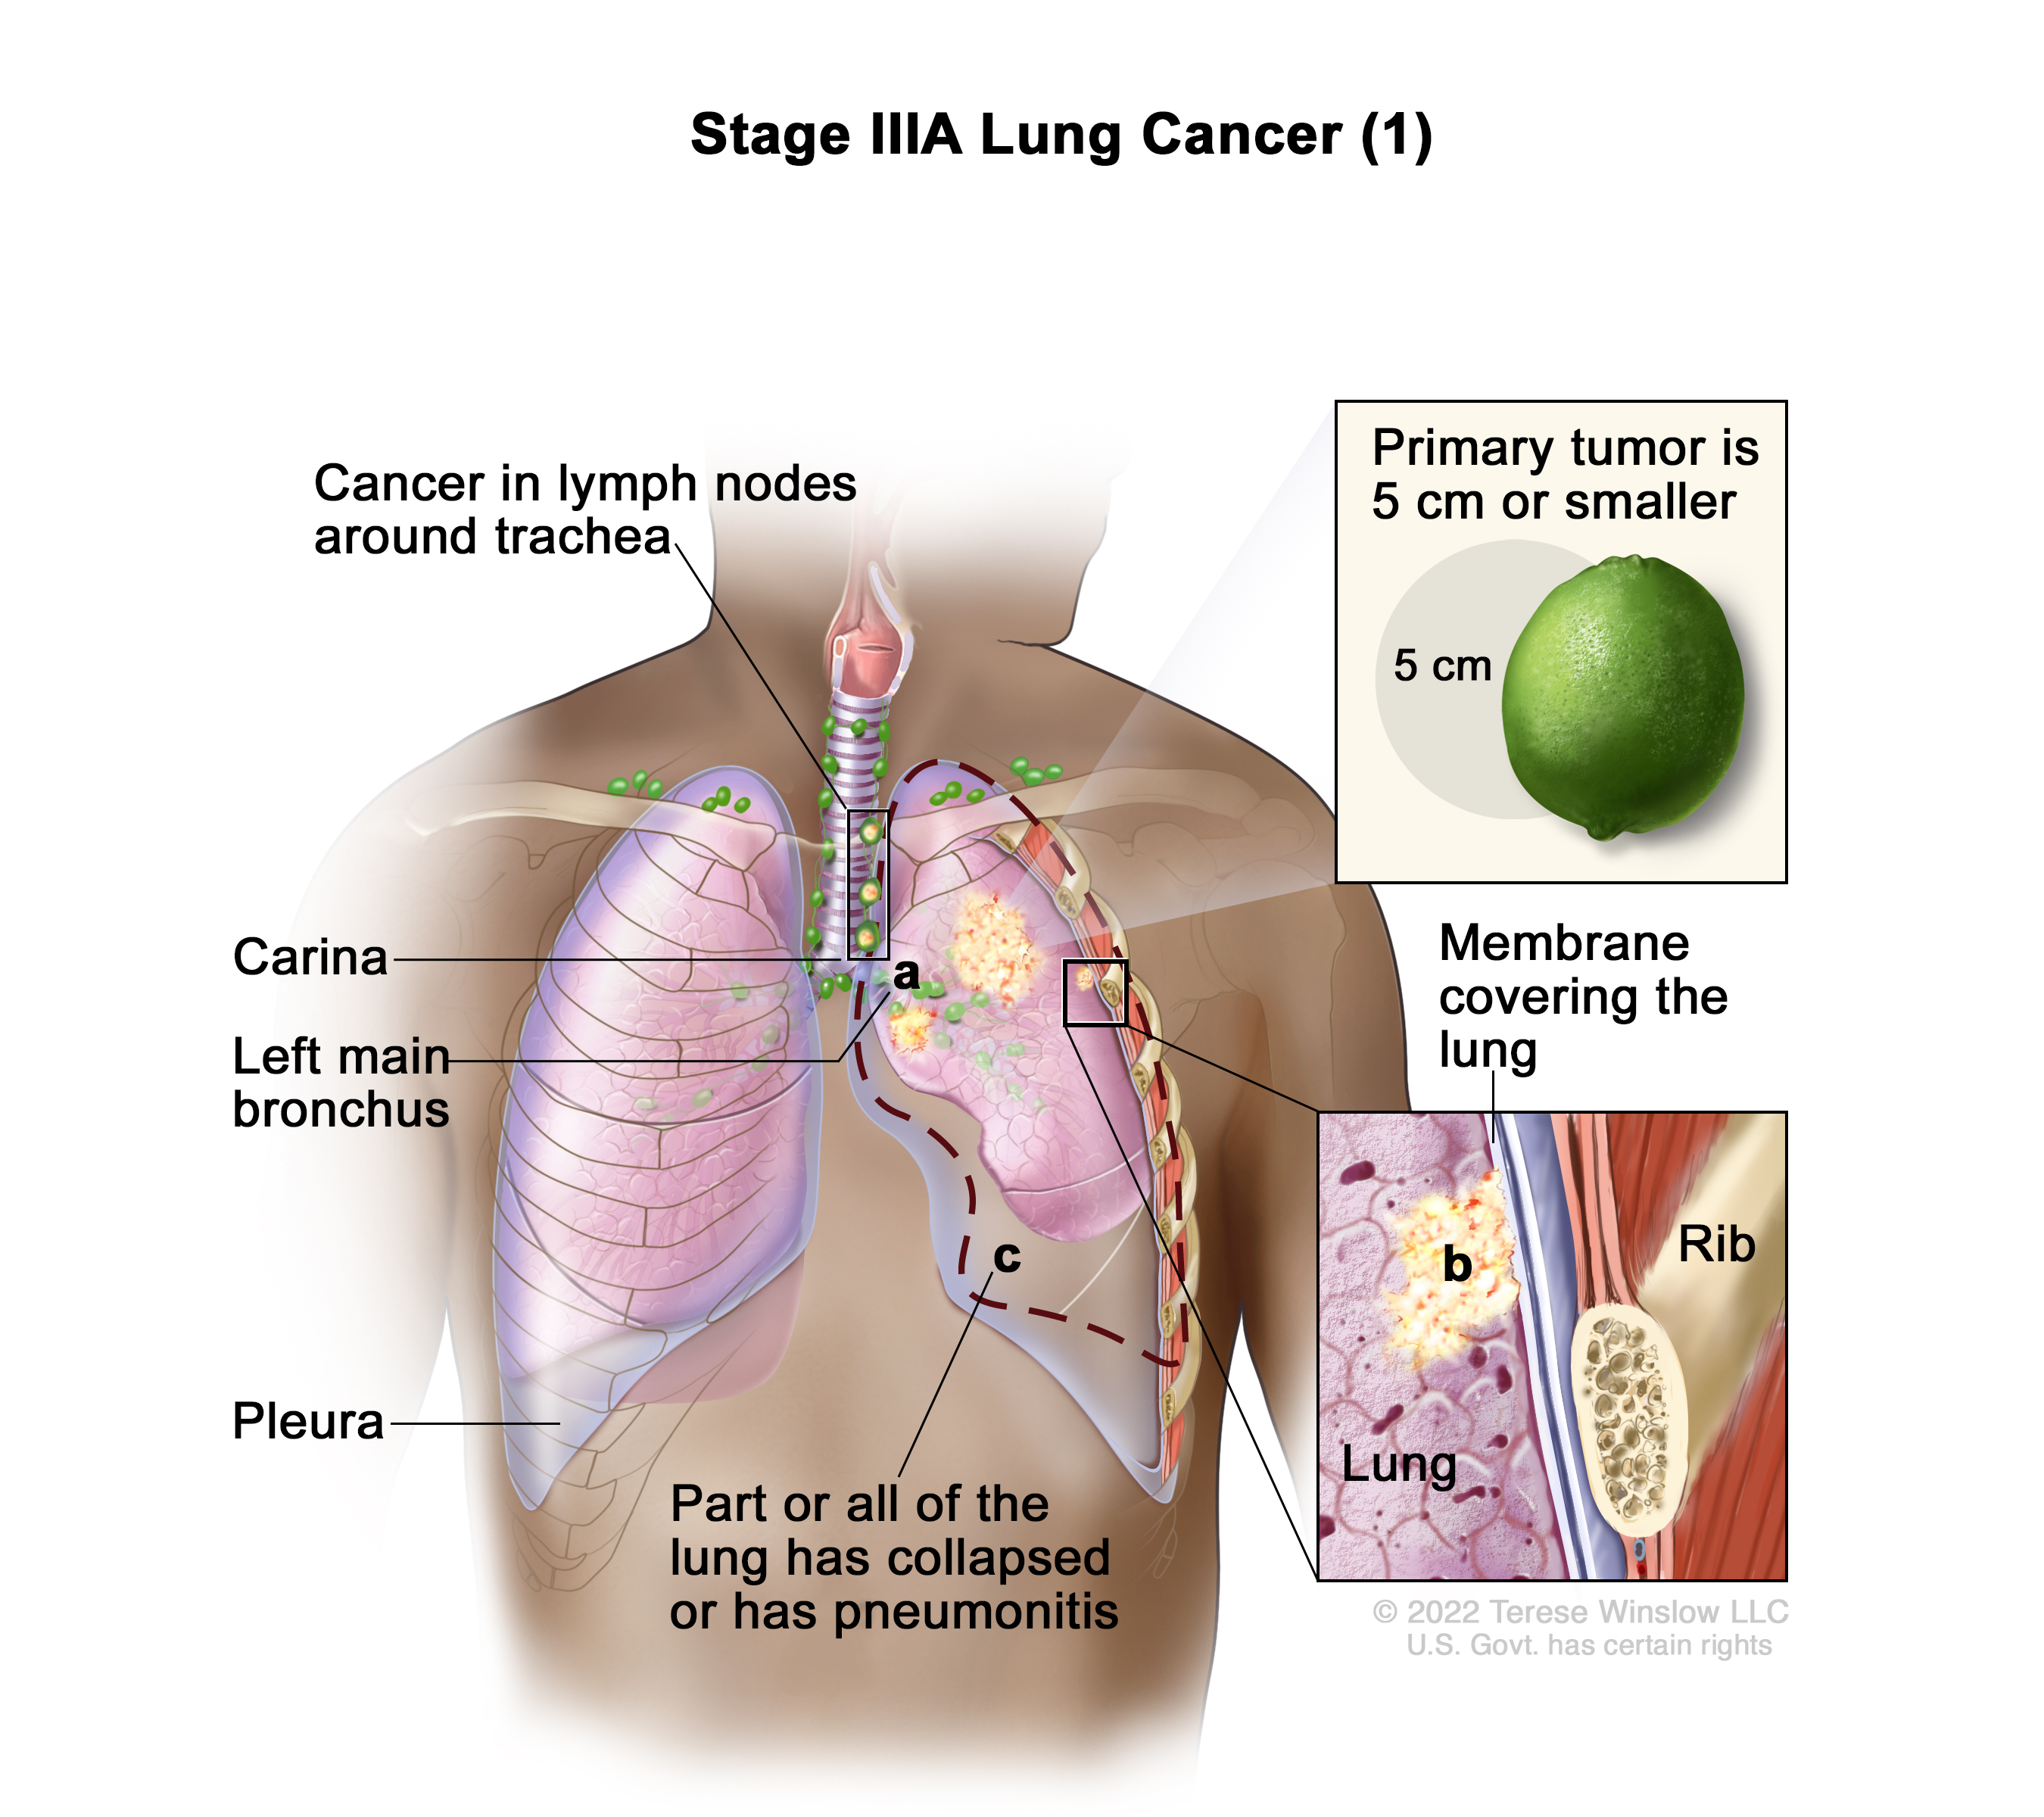 Stage IIIA Lung Cancer (1)
Cancer in lymph nodes
around trachea
Primary tumor is
5 cm or smaller
5 cm
Carina
a
Left main
bronchus
Membrane
covering the
lung
b
Rib
Lung
c
Pleura
Part or all of the
lung has collapsed
or has pneumonitis
© 2022 Terese Winslow LLC
U.S. Govt. has certain rights